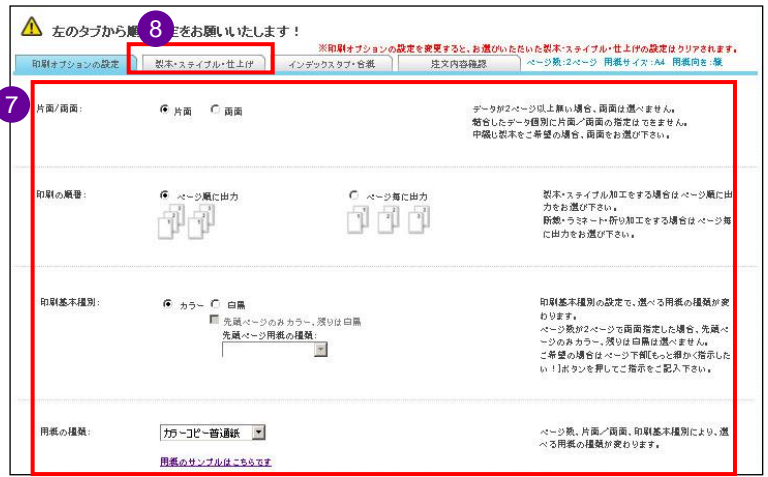 左のタブから順 定をお願いいたします！
8
※印刷オプションの設定を変更すると、お選びいただいた製本・ステイプル・仕上げの設定はクリアされます。
印刷オプションの設定 製本・ステイプル・仕上げ インデックスタブ・合紙 注文内容確認 ページ数:2ページ 用紙サイズ:A4 用紙向き:縦
7
片面/両面: 片面 両面
データが2ページ以上無い場合、両面は選べません。
結合したデータ個別に片面/両面の指定はできません。
中綴じ製本をご希望の場合、両面をお選び下さい。
印刷の順番: ページ順に出力 ページ毎に出力
製本・ステイプル加工をする場合はページ順に出
力をお選び下さい。
断裁・ラミネート・折り加工をする場合はページ毎
に出力をお選び下さい。
印刷基本種別: カラー 白黒
先頭ページのみカラー、残りは白黒
先頭ページ用紙の種類:
印刷基本種別の設定で、選べる用紙の種類が変
わります。
ページ数が2ページで両面指定した場合、先頭ペ
ージのみカラー、残りは白黒は選べません。
ご希望の場合はページ下部[もっと細かく指示した
い！]ボタンを押してご指示をご記入下さい。
用紙の種類: カラーコピー普通紙
用紙のサンプルはこちらです
ページ数、片面/両面、印刷基本種別により、選
べる用紙の種類が変わります。